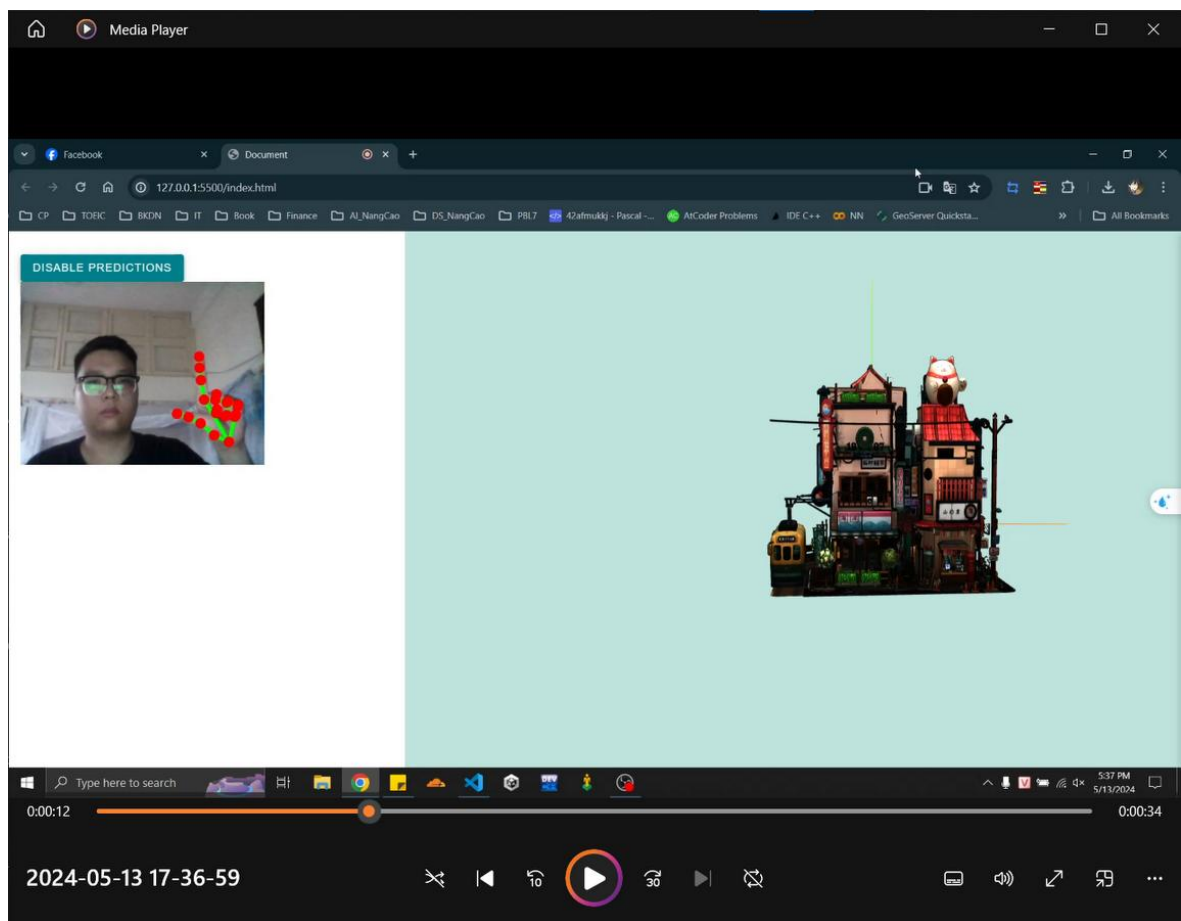 Media Player
Facebook
Document
127.0.0.1:5500/index.html
CP TOEIC BKDN IT Book Finance AI_NangCao DS_NangCao PBL7 42afmukkj - Pascal -... AtCoder Problems IDE C++ NN GeoServer Quicksta... » All Bookmarks
DISABLE PREDICTIONS
Type here to search
5:37 PM
5/13/2024
0:00:12
0:00:34
2024-05-13 17-36-59
10
30